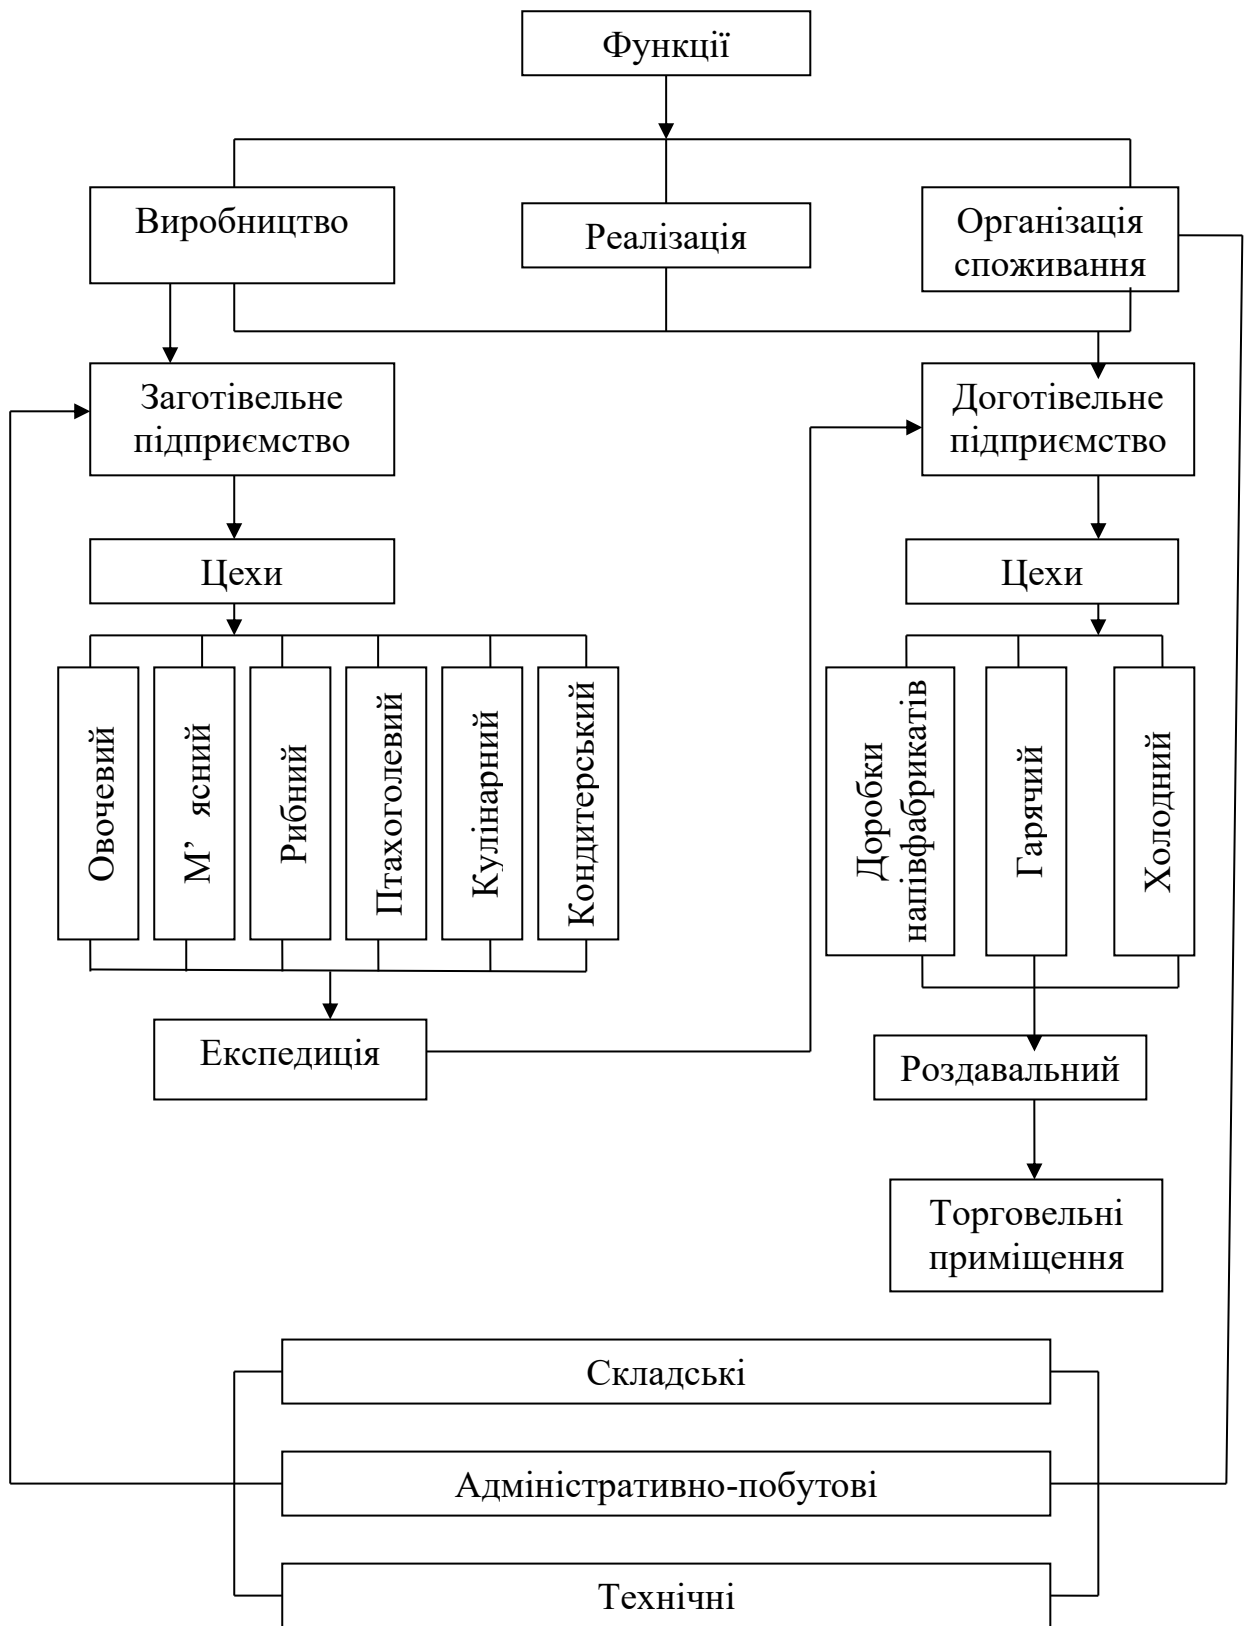 Функції
Виробництво
Реалізація
Організація
споживання
Заготівельне
підприємство
Доготівельне
підприємство
Цехи
Цехи
Овочевий
М’ ясний
Рибний
Птахоголевий
Кулінарний
Кондитерський
Доробки
напівфабрикатів
Гарячий
Холодний
Експедиція
Роздавальний
Торговельні
приміщення
Складські
Адміністративно-побутові
Технічні